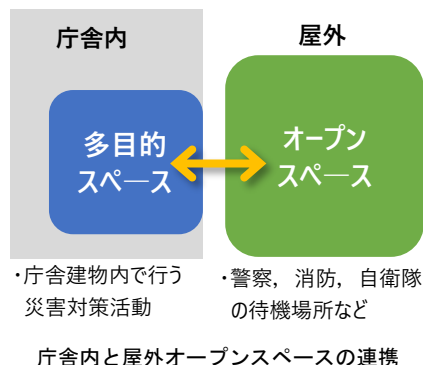 庁舎内
屋外
多目的
スペース
オープン
スペース
・庁舎建物内で行う
災害対策活動
・警察，消防，自衛隊
の待機場所など
庁舎内と屋外オープンスペースの連携